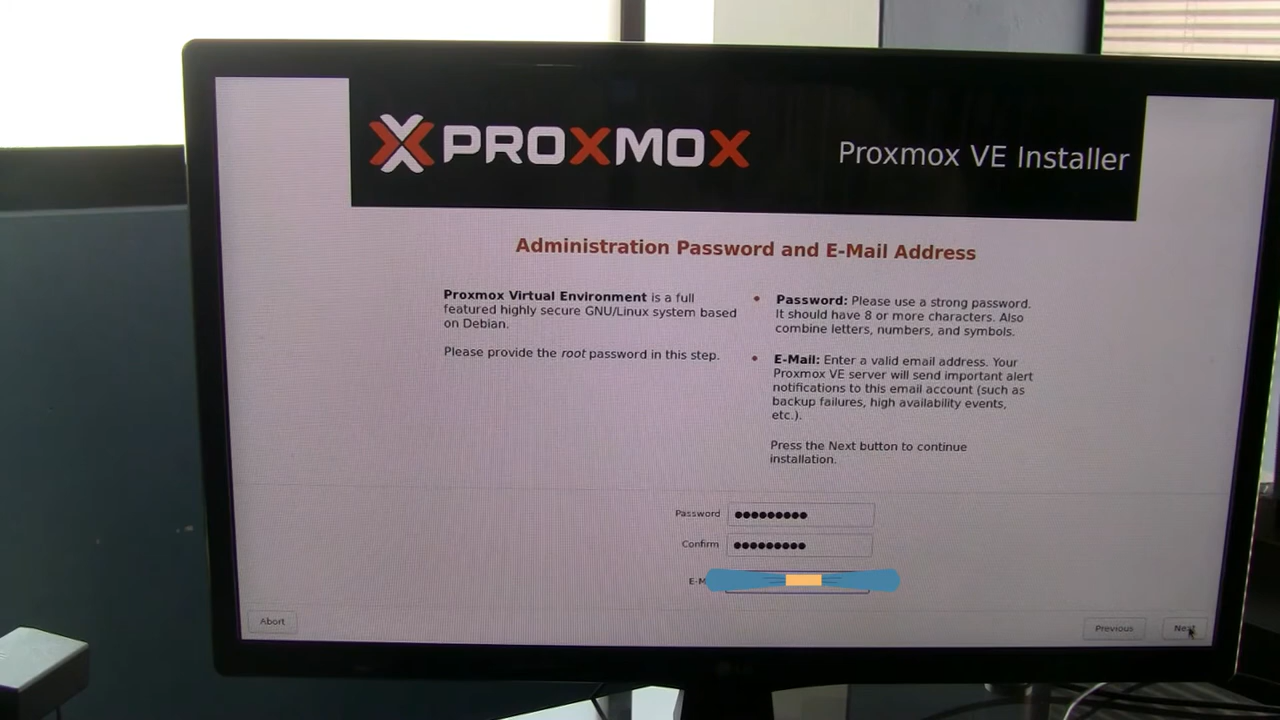 PROXMOX
Proxmox VE Installer
Administration Password and E-Mail Address
Proxmox Virtual Environment is a full
featured highly secure GNU/Linux system based
on Debian.
Please provide the root password in this step.
Password: Please use a strong password.
It should have 8 or more characters. Also
combine letters, numbers, and symbols.
E-Mail: Enter a valid email address. Your
Proxmox VE server will send important alert
notifications to this email account (such as
backup failures, high availability events,
etc.).
Press the Next button to continue
installation.
Password
Confirm
E-M
Abort
Previous
Next
LG